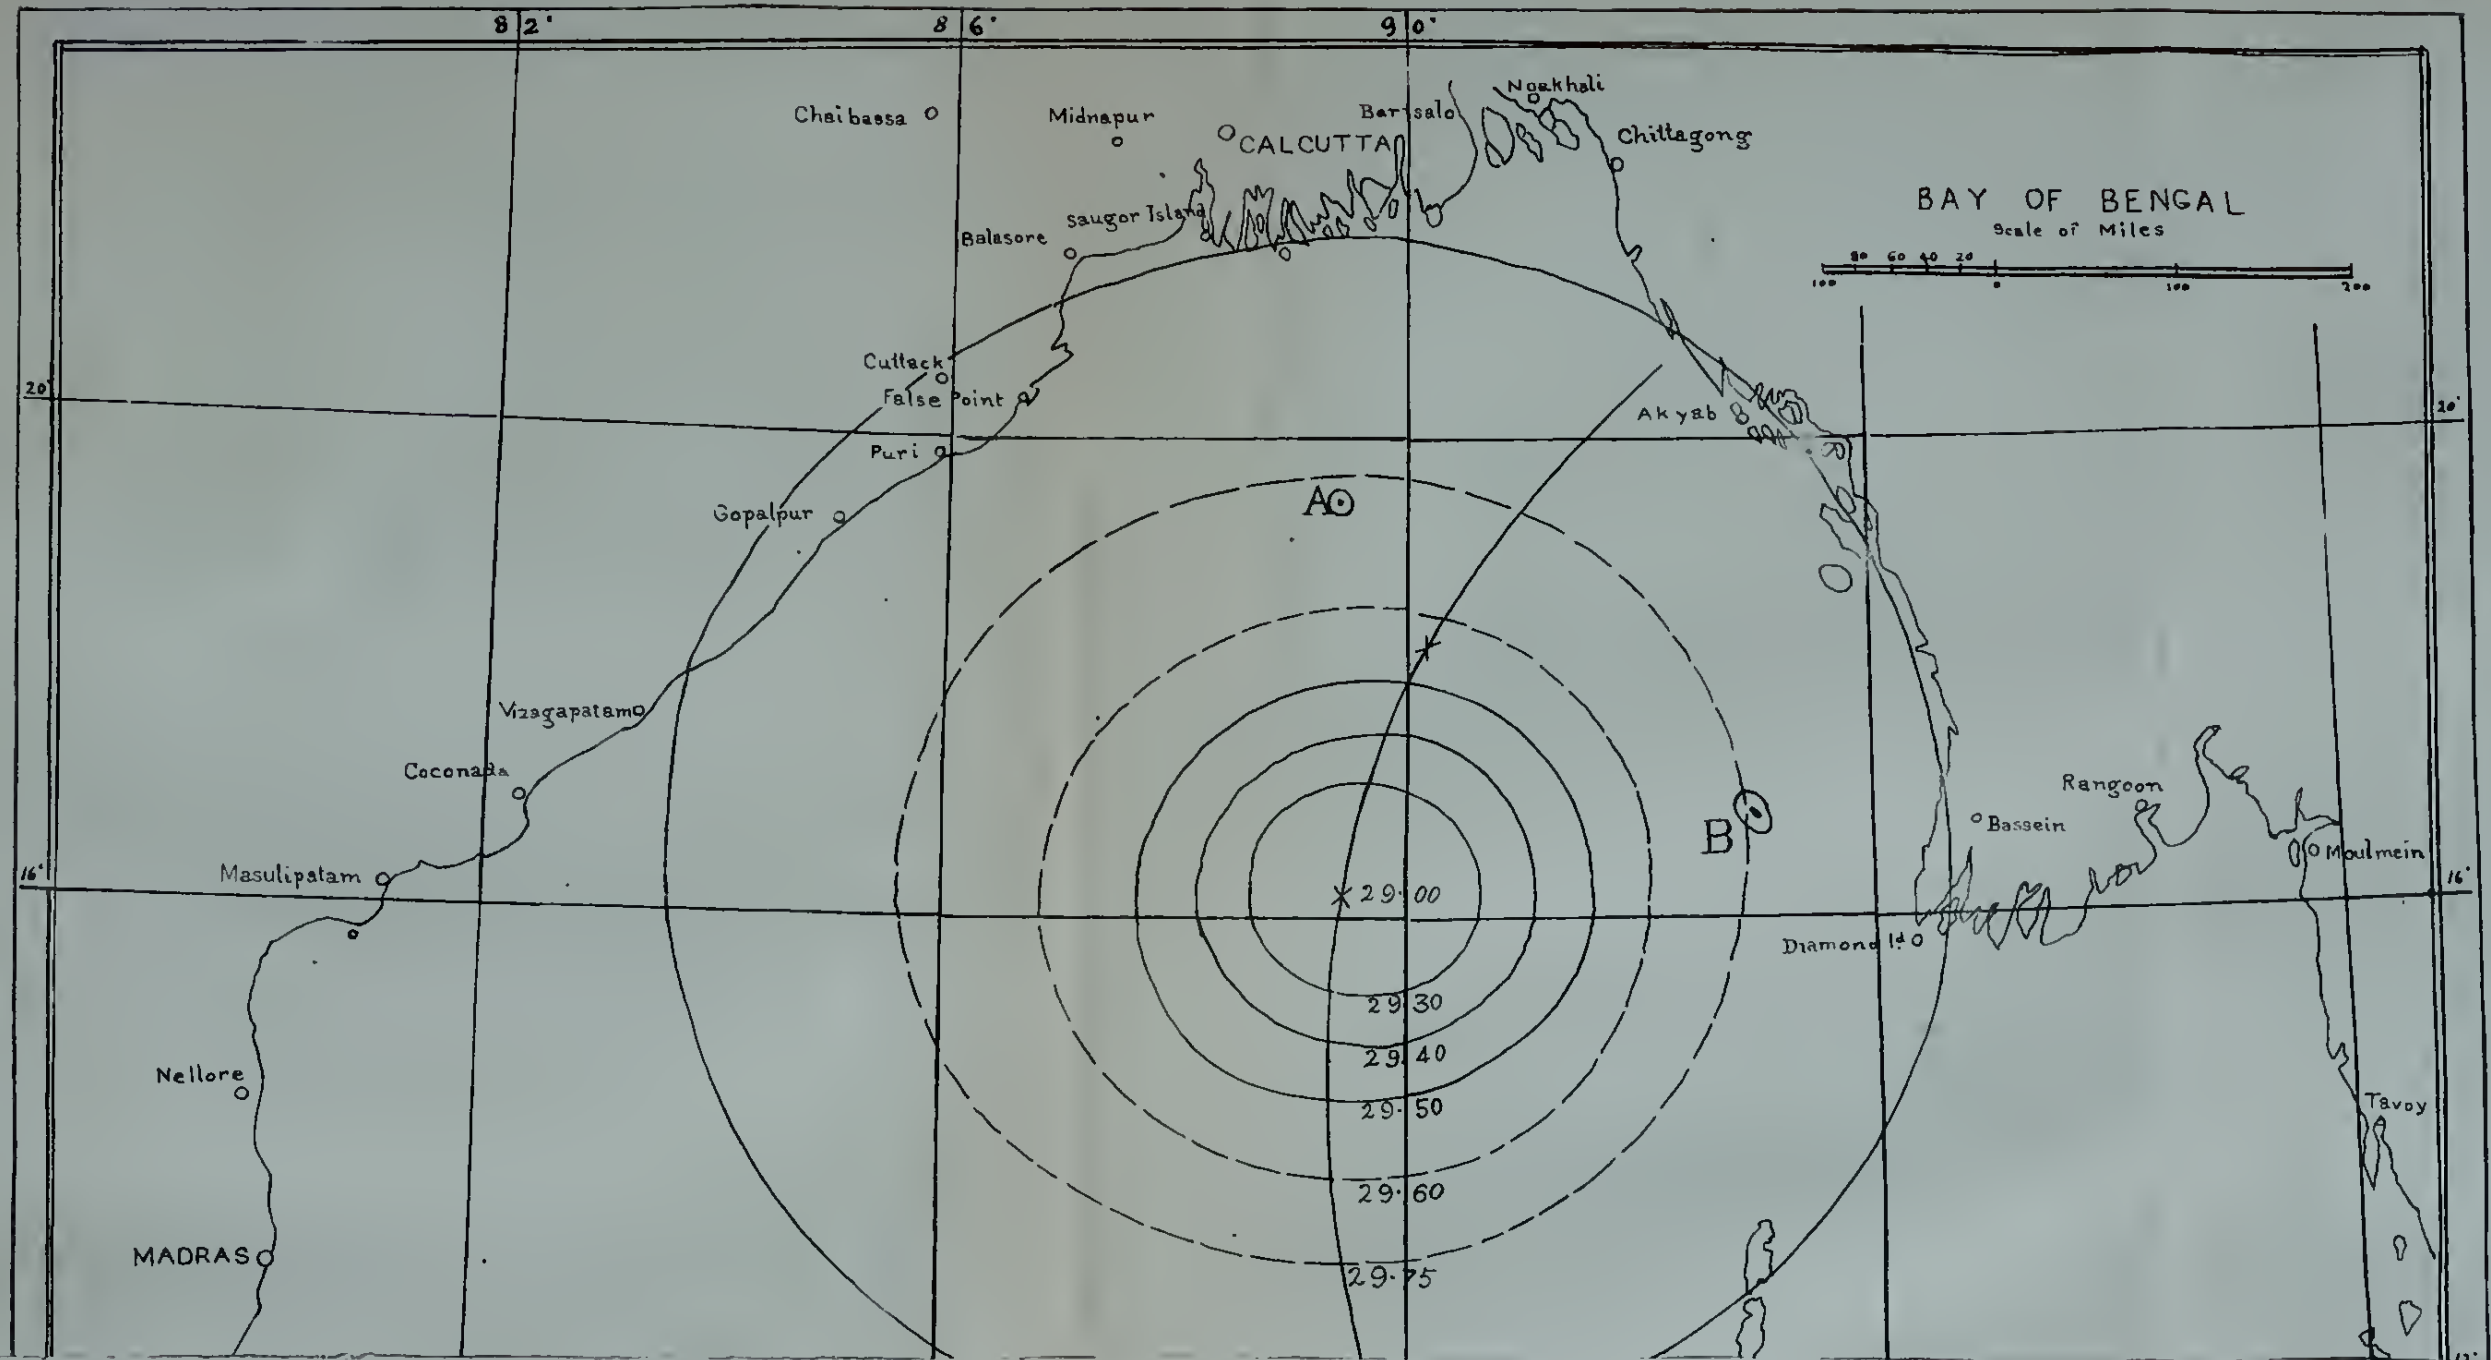 82°
86°
90°
Chaibassa
Midnapur
CALCUTTA
Barisal
Noakhali
Chittagong
BAY OF BENGAL
Scale of Miles
80 60 40 20
100 0 100 200
Saugor Island
Balasore
Cuttack
False Point
20°
20°
Akyab
Puri
A
Gopalpur
Vizagapatam
Coconada
Rangoon
B
Bassein
Moulmein
Masulipatam
16°
16°
29·00
Diamond Id.
29·30
29·40
29·50
Nellore
Tavoy
29·60
MADRAS
29·75